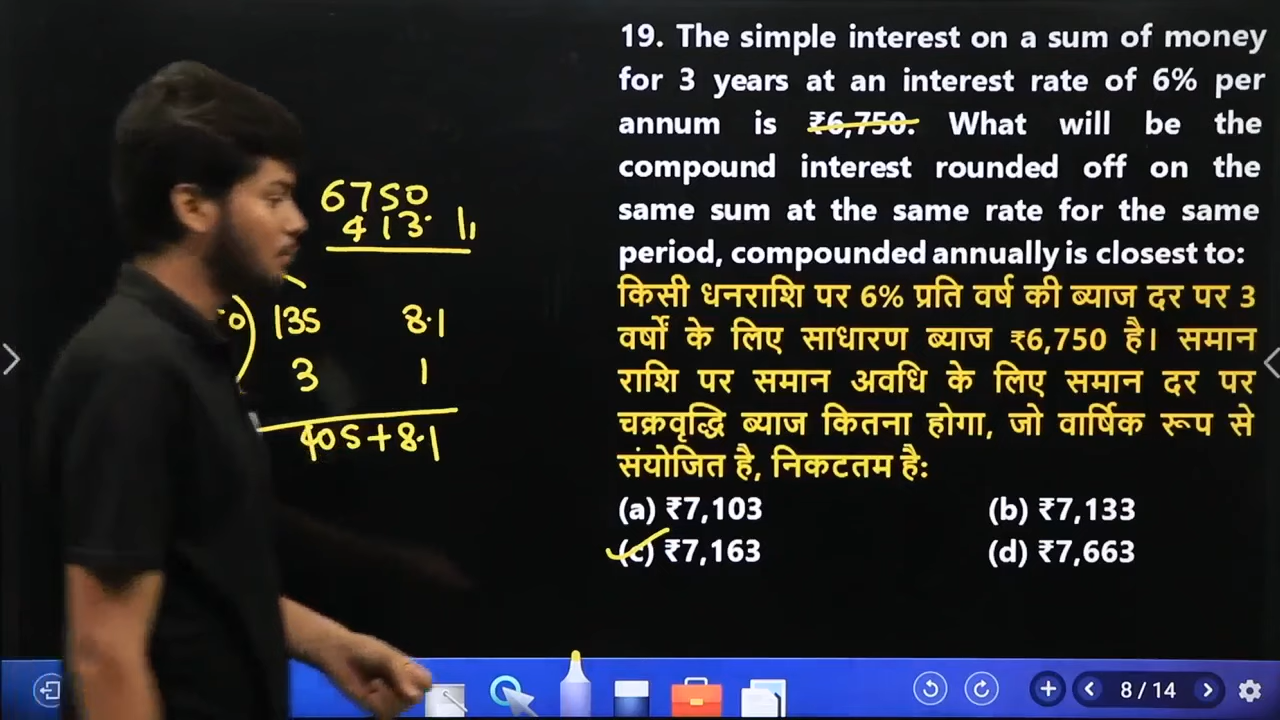 19. The simple interest on a sum of money
for 3 years at an interest rate of 6% per
annum is ₹6,750. What will be the
compound interest rounded off on the
same sum at the same rate for the same
period, compounded annually is closest to:
किसी धनराशि पर 6% प्रति वर्ष की ब्याज दर पर 3
वर्षों के लिए साधारण ब्याज ₹6,750 है। समान
राशि पर समान अवधि के लिए समान दर पर
चक्रवृद्धि ब्याज कितना होगा, जो वार्षिक रूप से
संयोजित है, निकटतम है:
(a) ₹7,103 (b) ₹7,133
(c) ₹7,163 (d) ₹7,663
6750
413.1
135 8.1
3 1
405+8.1
8 / 14